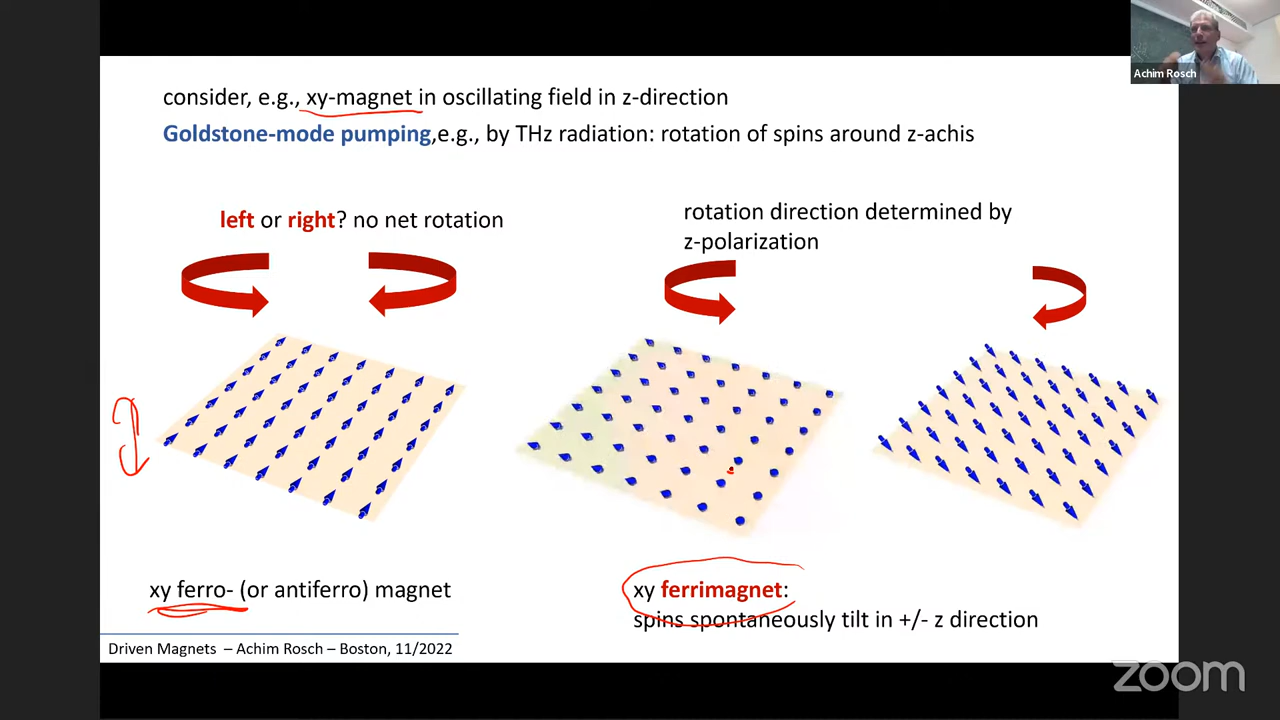 Achim Rosch
consider, e.g., xy-magnet in oscillating field in z-direction
Goldstone-mode pumping,e.g., by THz radiation: rotation of spins around z-achis
left or right? no net rotation
rotation direction determined by
z-polarization
xy ferro- (or antiferro) magnet
xy ferrimagnet:
spins spontaneously tilt in +/- z direction
Driven Magnets – Achim Rosch – Boston, 11/2022
zoom